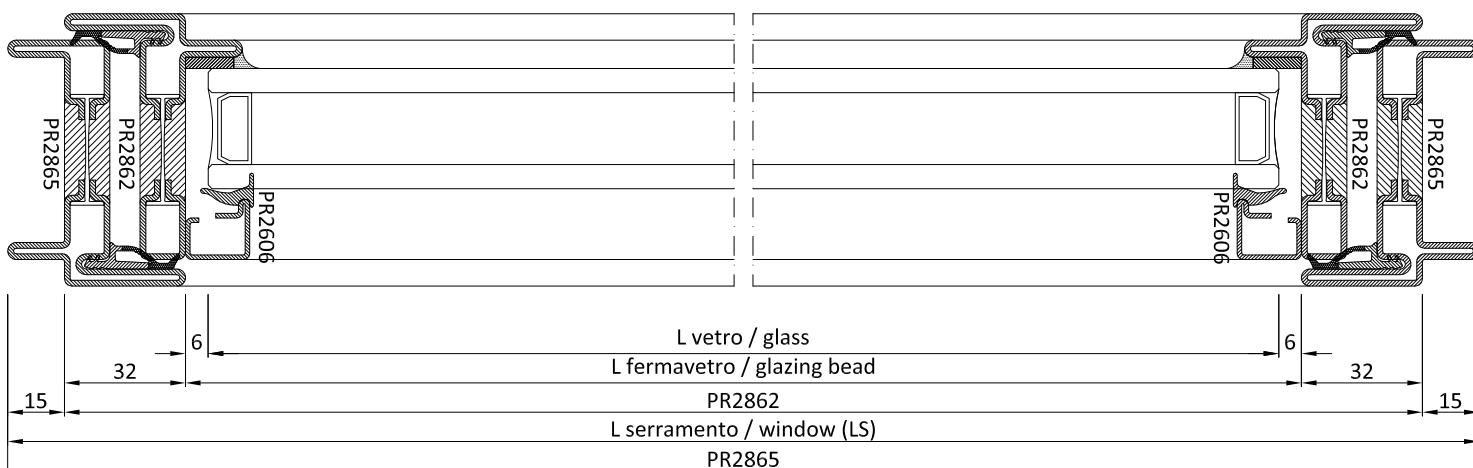 PR2865
PR2862
PR2606
PR2606
PR2862
PR2865
6
L vetro / glass
6
32
L fermavetro / glazing bead
32
15
PR2862
15
L serramento / window (LS)
PR2865